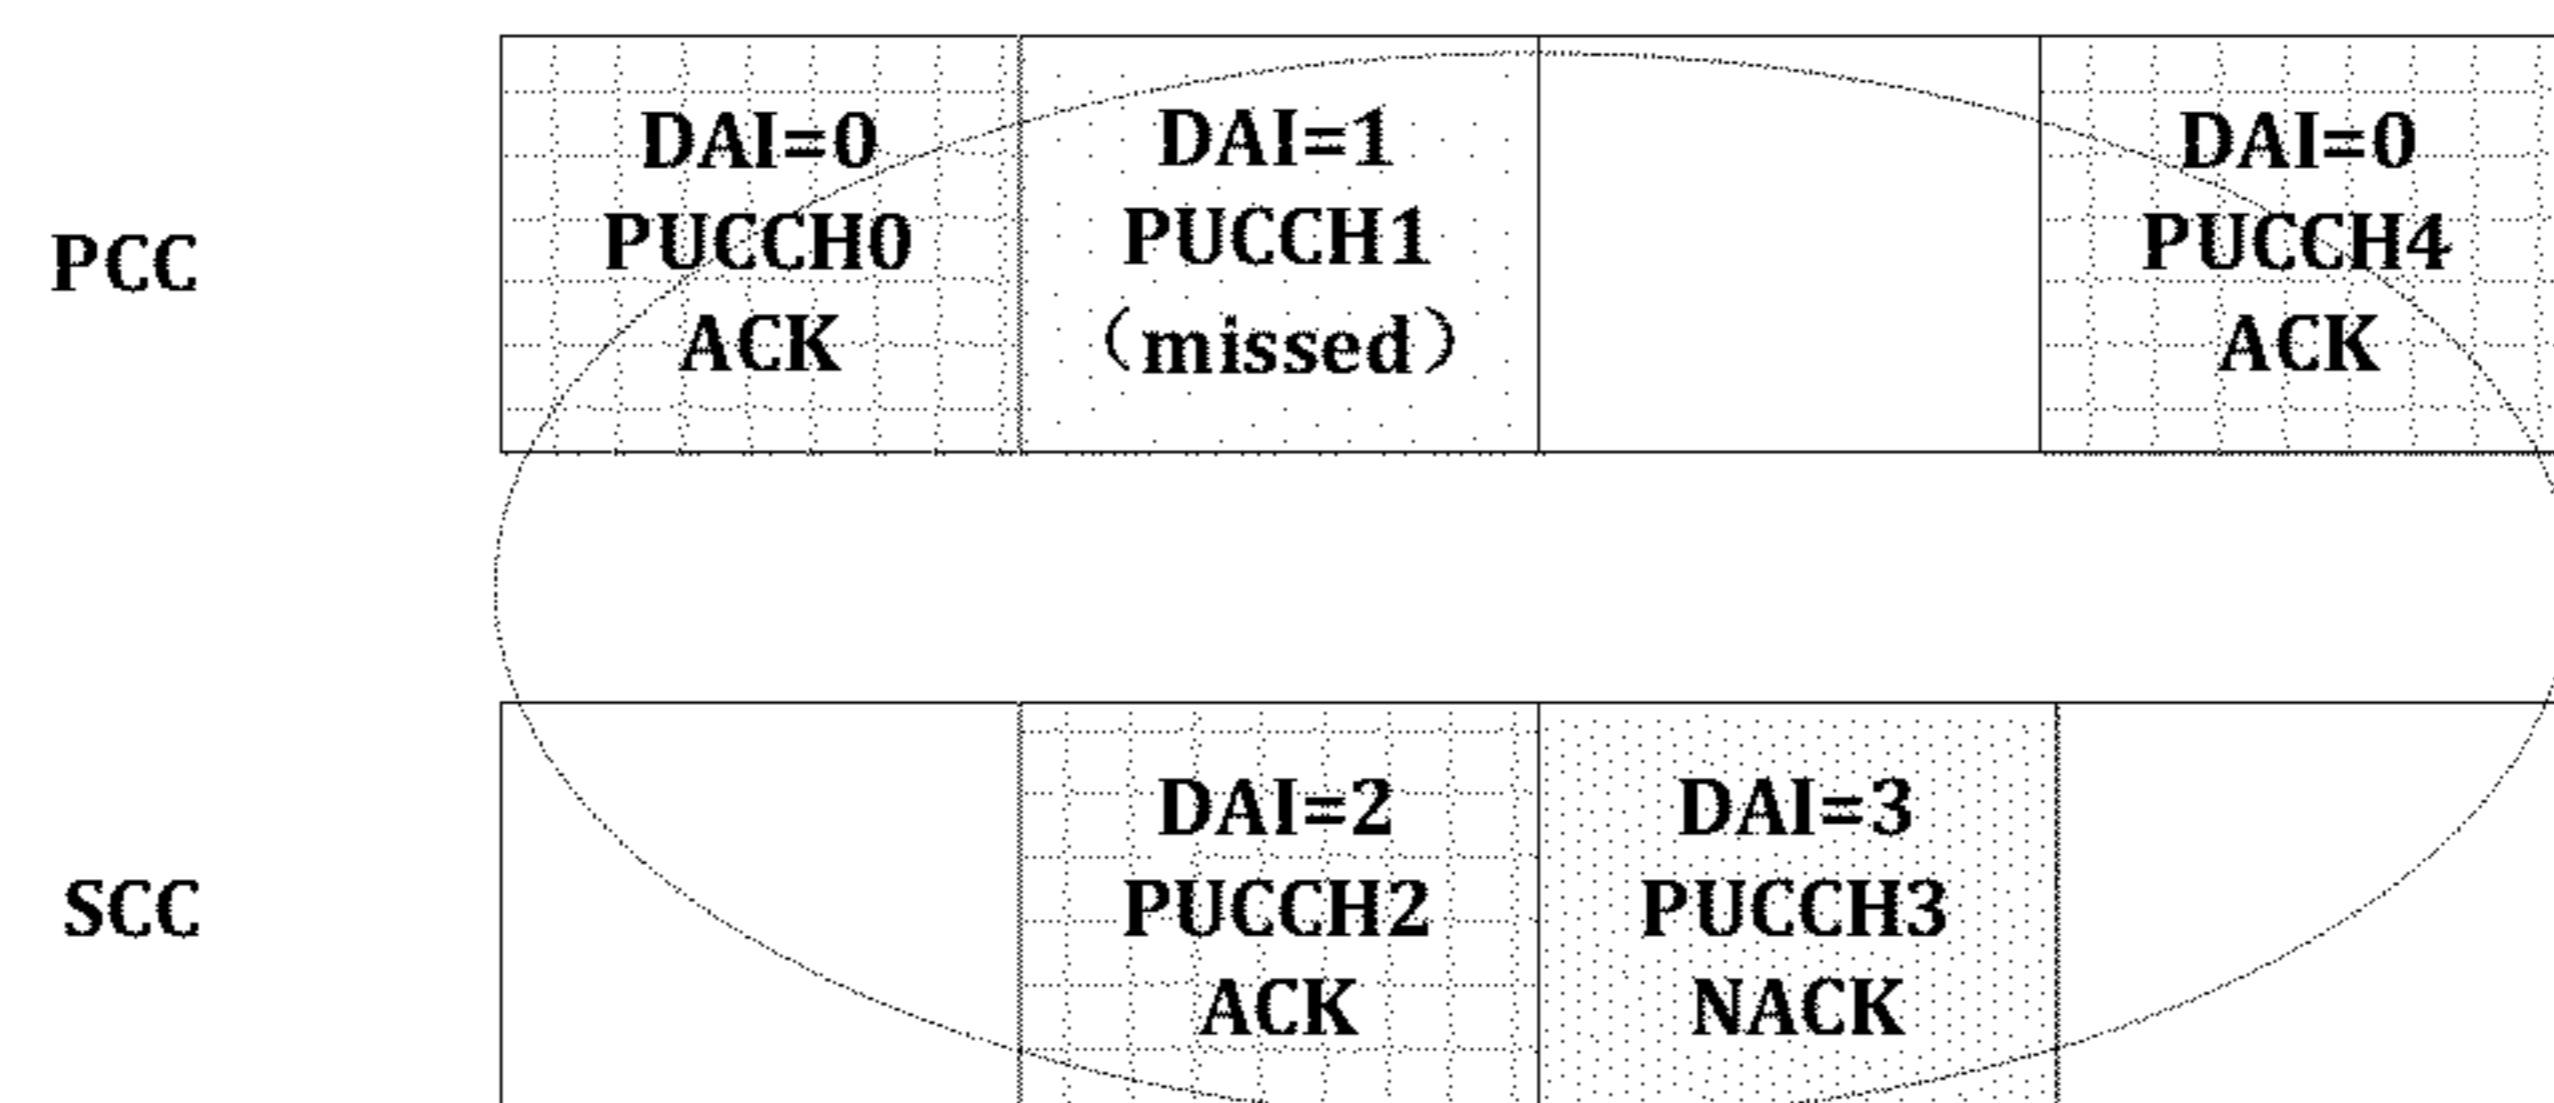 PCC
DAI=0
PUCCH0
ACK
DAI=1
PUCCH1
（missed）
DAI=0
PUCCH4
ACK
SCC
DAI=2
PUCCH2
ACK
DAI=3
PUCCH3
NACK